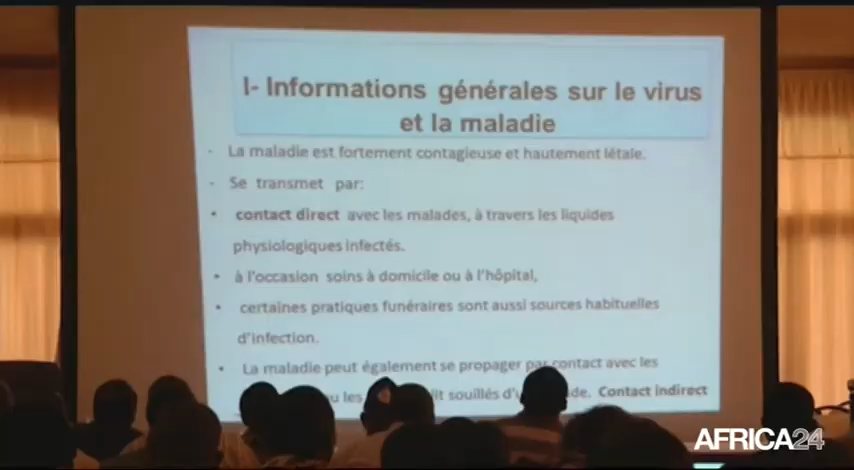 I- Informations générales sur le virus
et la maladie
- La maladie est fortement contagieuse et hautement létale.
- Se transmet par:
• contact direct avec les malades, à travers les liquides
physiologiques infectés.
• à l'occasion soins à domicile ou à l'hôpital,
• certaines pratiques funéraires sont aussi sources habituelles
d'infection.
• La maladie peut également se propager par contact avec les
les souillés Contact indirect
AFRICA24